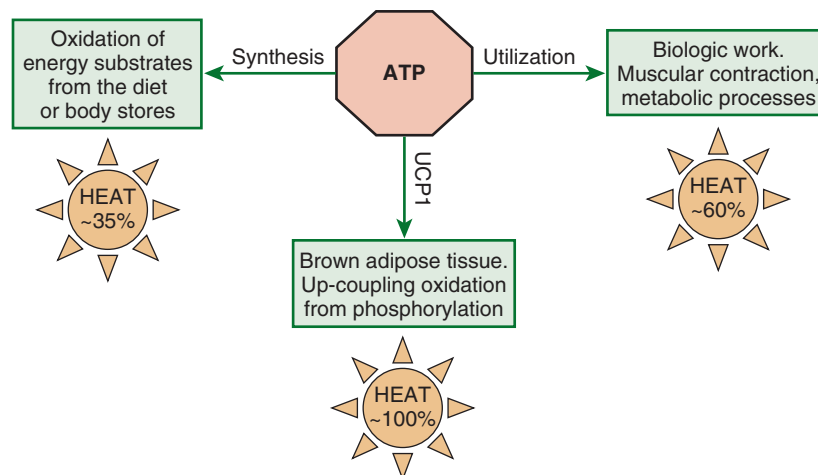 Oxidation of
energy substrates
from the diet
or body stores
Synthesis
ATP
Utilization
Biologic work.
Muscular contraction,
metabolic processes
HEAT
~35%
UCP1
HEAT
~60%
Brown adipose tissue.
Up-coupling oxidation
from phosphorylation
HEAT
~100%